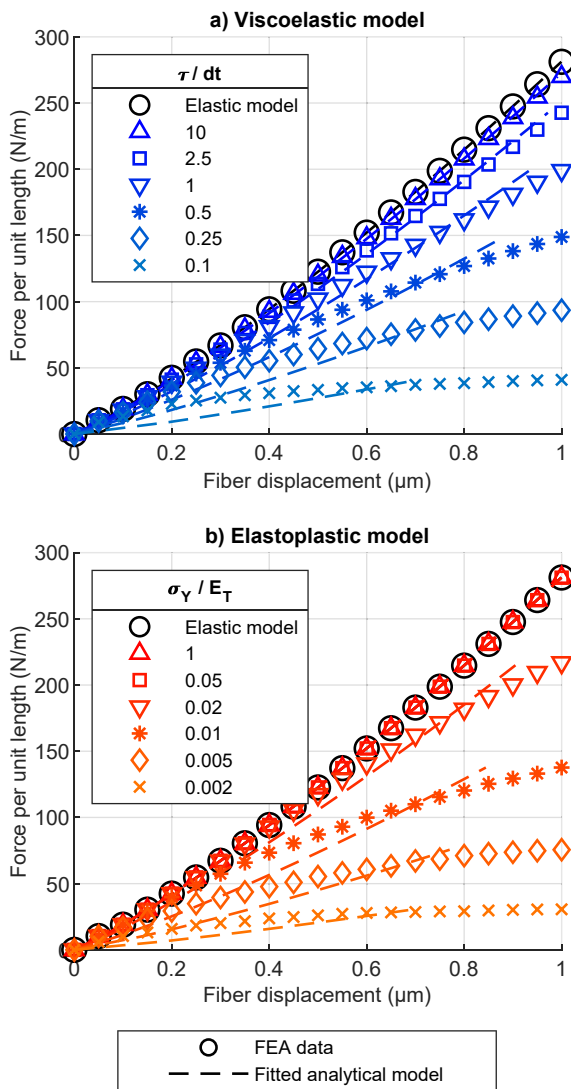 a) Viscoelastic model
300
250
200
150
100
50
0
Force per unit length (N/m)
τ / dt
Elastic model
10
2.5
1
0.5
0.25
0.1
0 0.2 0.4 0.6 0.8 1
Fiber displacement (μm)
b) Elastoplastic model
300
250
200
150
100
50
0
Force per unit length (N/m)
σY / ET
Elastic model
1
0.05
0.02
0.01
0.005
0.002
0 0.2 0.4 0.6 0.8 1
Fiber displacement (μm)
FEA data
Fitted analytical model